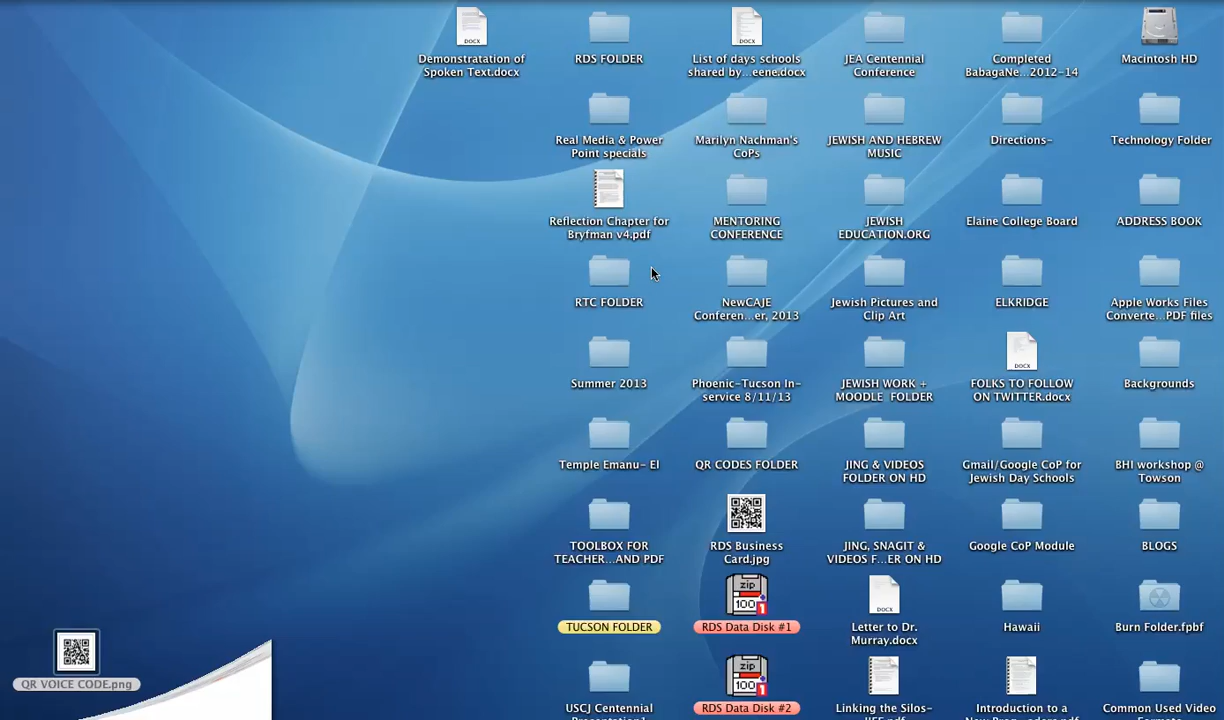 Demonstratation of
Spoken Text.docx
RDS FOLDER
List of days schools
shared by...eene.docx
JEA Centennial
Conference
Completed
BabagaNe...2012-14
Macintosh HD
Real Media & Power
Point specials
Marilyn Nachman's
CoPs
JEWISH AND HEBREW
MUSIC
Directions-
Technology Folder
Reflection Chapter for
Bryfman v4.pdf
MENTORING
CONFERENCE
JEWISH
EDUCATION.ORG
Elaine College Board
ADDRESS BOOK
RTC FOLDER
NewCAJE
Conferen...er, 2013
Jewish Pictures and
Clip Art
ELKRIDGE
Apple Works Files
Converte...PDF files
Summer 2013
Phoenic-Tucson In-
service 8/11/13
JEWISH WORK +
MOODLE FOLDER
FOLKS TO FOLLOW
ON TWITTER.docx
Backgrounds
Temple Emanu- El
QR CODES FOLDER
JING & VIDEOS
FOLDER ON HD
Gmail/Google CoP for
Jewish Day Schools
BHI workshop @
Towson
TOOLBOX FOR
TEACHER...AND PDF
RDS Business
Card.jpg
JING, SNAGIT &
VIDEOS F...ER ON HD
Google CoP Module
BLOGS
TUCSON FOLDER
RDS Data Disk #1
Letter to Dr.
Murray.docx
Hawaii
Burn Folder.fpbf
QR VOICE CODE.png
USCJ Centennial
RDS Data Disk #2
Linking the Silos-
Introduction to a
Common Used Video